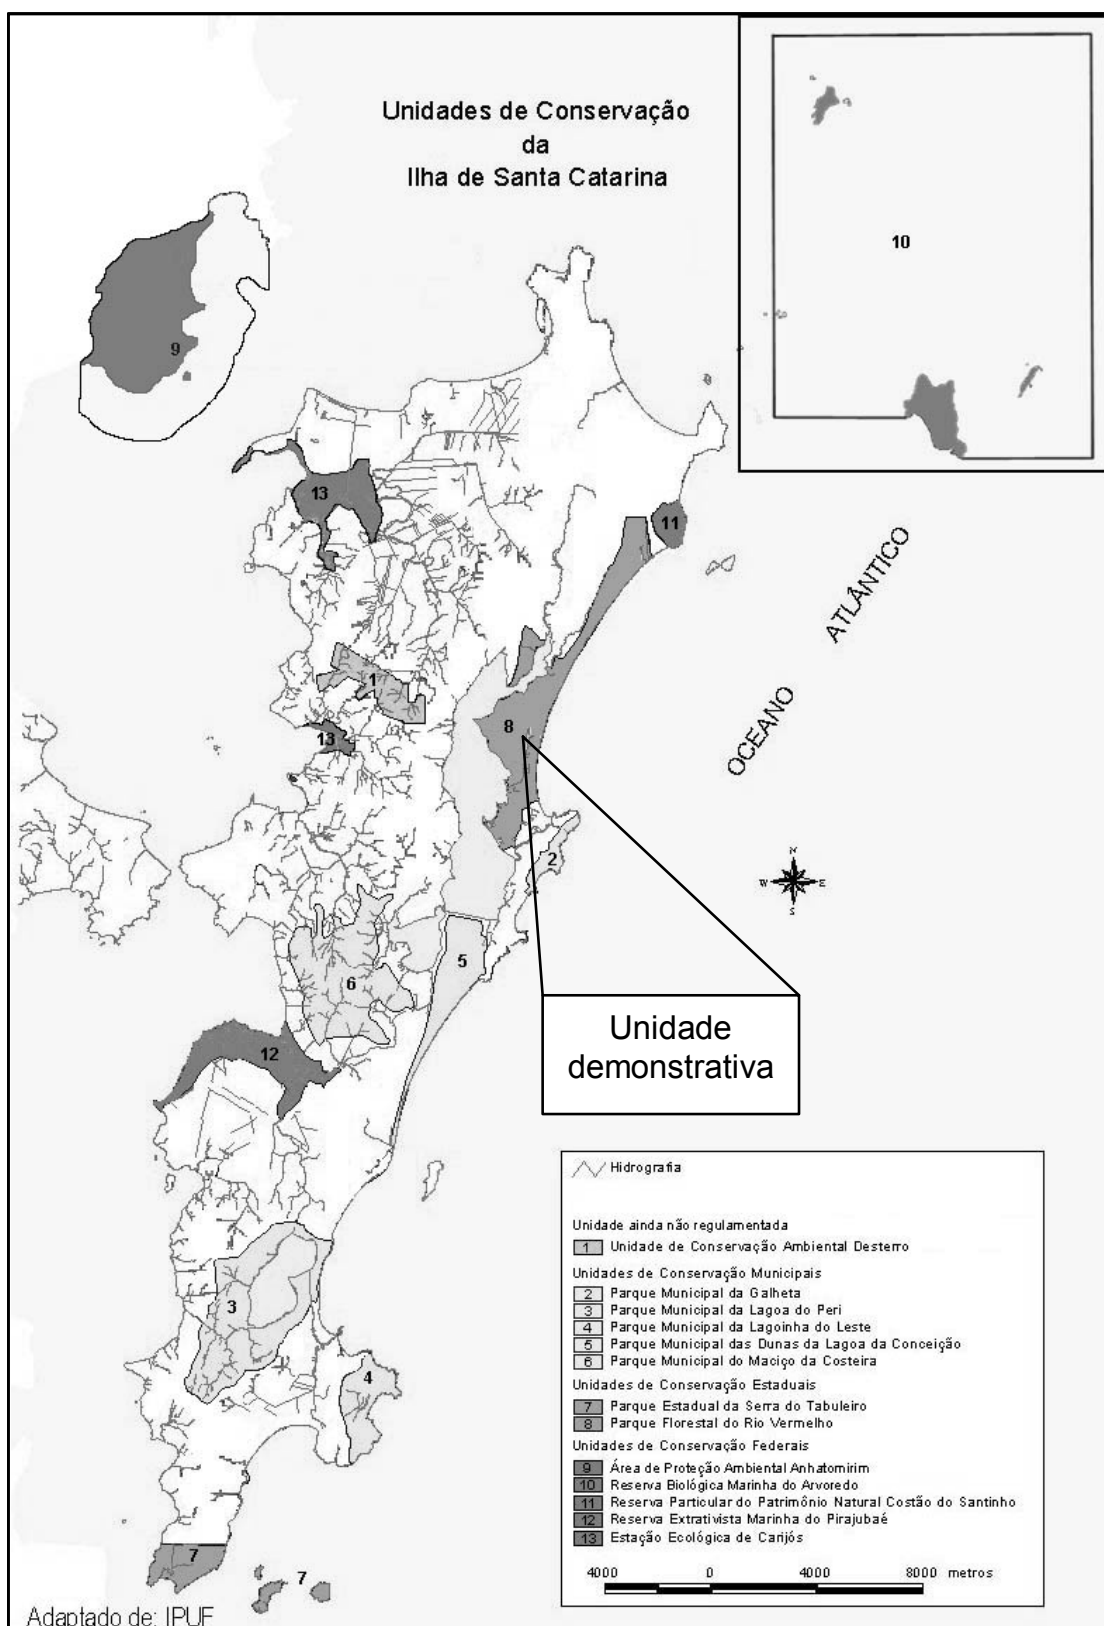 Unidades de Conservação
da
Ilha de Santa Catarina
10
9
13
11
1
8
13
2
5
6
12
3
4
7
7
OCEANO ATLÂNTICO
N
W E
S
Unidade
demonstrativa
Hidrografia
Unidade ainda não regulamentada
1 Unidade de Conservação Ambiental Desterro
Unidades de Conservação Municipais
2 Parque Municipal da Galheta
3 Parque Municipal da Lagoa do Peri
4 Parque Municipal da Lagoinha do Leste
5 Parque Municipal das Dunas da Lagoa da Conceição
6 Parque Municipal do Maciço da Costeira
Unidades de Conservação Estaduais
7 Parque Estadual da Serra do Tabuleiro
8 Parque Florestal do Rio Vermelho
Unidades de Conservação Federais
9 Área de Proteção Ambiental Anhatomirim
10 Reserva Biológica Marinha do Arvoredo
11 Reserva Particular do Patrimônio Natural Costão do Santinho
12 Reserva Extrativista Marinha do Pirajubaé
13 Estação Ecológica de Carijós
4000 0 4000 8000 metros
Adaptado de: IPUF